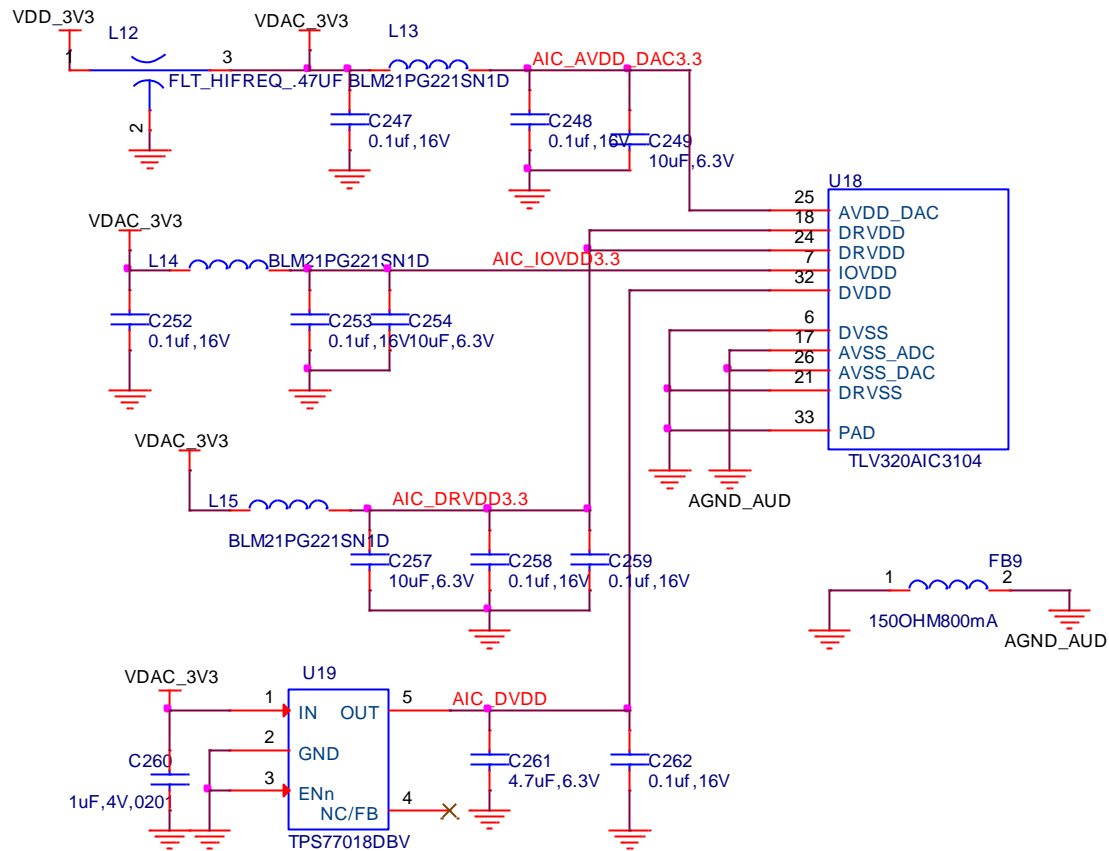 VDD_3V3
L12
VDAC_3V3
L13
1
3
AIC_AVDD_DAC3.3
FLT_HIFREQ_.47UF
BLM21PG221SN1D
2
C247
0.1uf,16V
C248
0.1uf,16V
C249
10uF,6.3V
U18
25
AVDD_DAC
18
DRVDD
24
DRVDD
7
IOVDD
32
DVDD
6
DVSS
17
AVSS_ADC
26
AVSS_DAC
21
DRVSS
33
PAD
TLV320AIC3104
AGND_AUD
VDAC_3V3
L14
BLM21PG221SN1D
AIC_IOVDD3.3
C252
0.1uf,16V
C253
0.1uf,16V
C254
10uF,6.3V
VDAC_3V3
L15
AIC_DRVDD3.3
BLM21PG221SN1D
C257
10uF,6.3V
C258
0.1uf,16V
C259
0.1uf,16V
FB9
1
2
150OHM800mA
AGND_AUD
VDAC_3V3
U19
AIC_DVDD
1
IN
OUT
5
2
GND
3
ENn
NC/FB
4
TPS77018DBV
C260
1uF,4V,0201
C261
4.7uF,6.3V
C262
0.1uf,16V